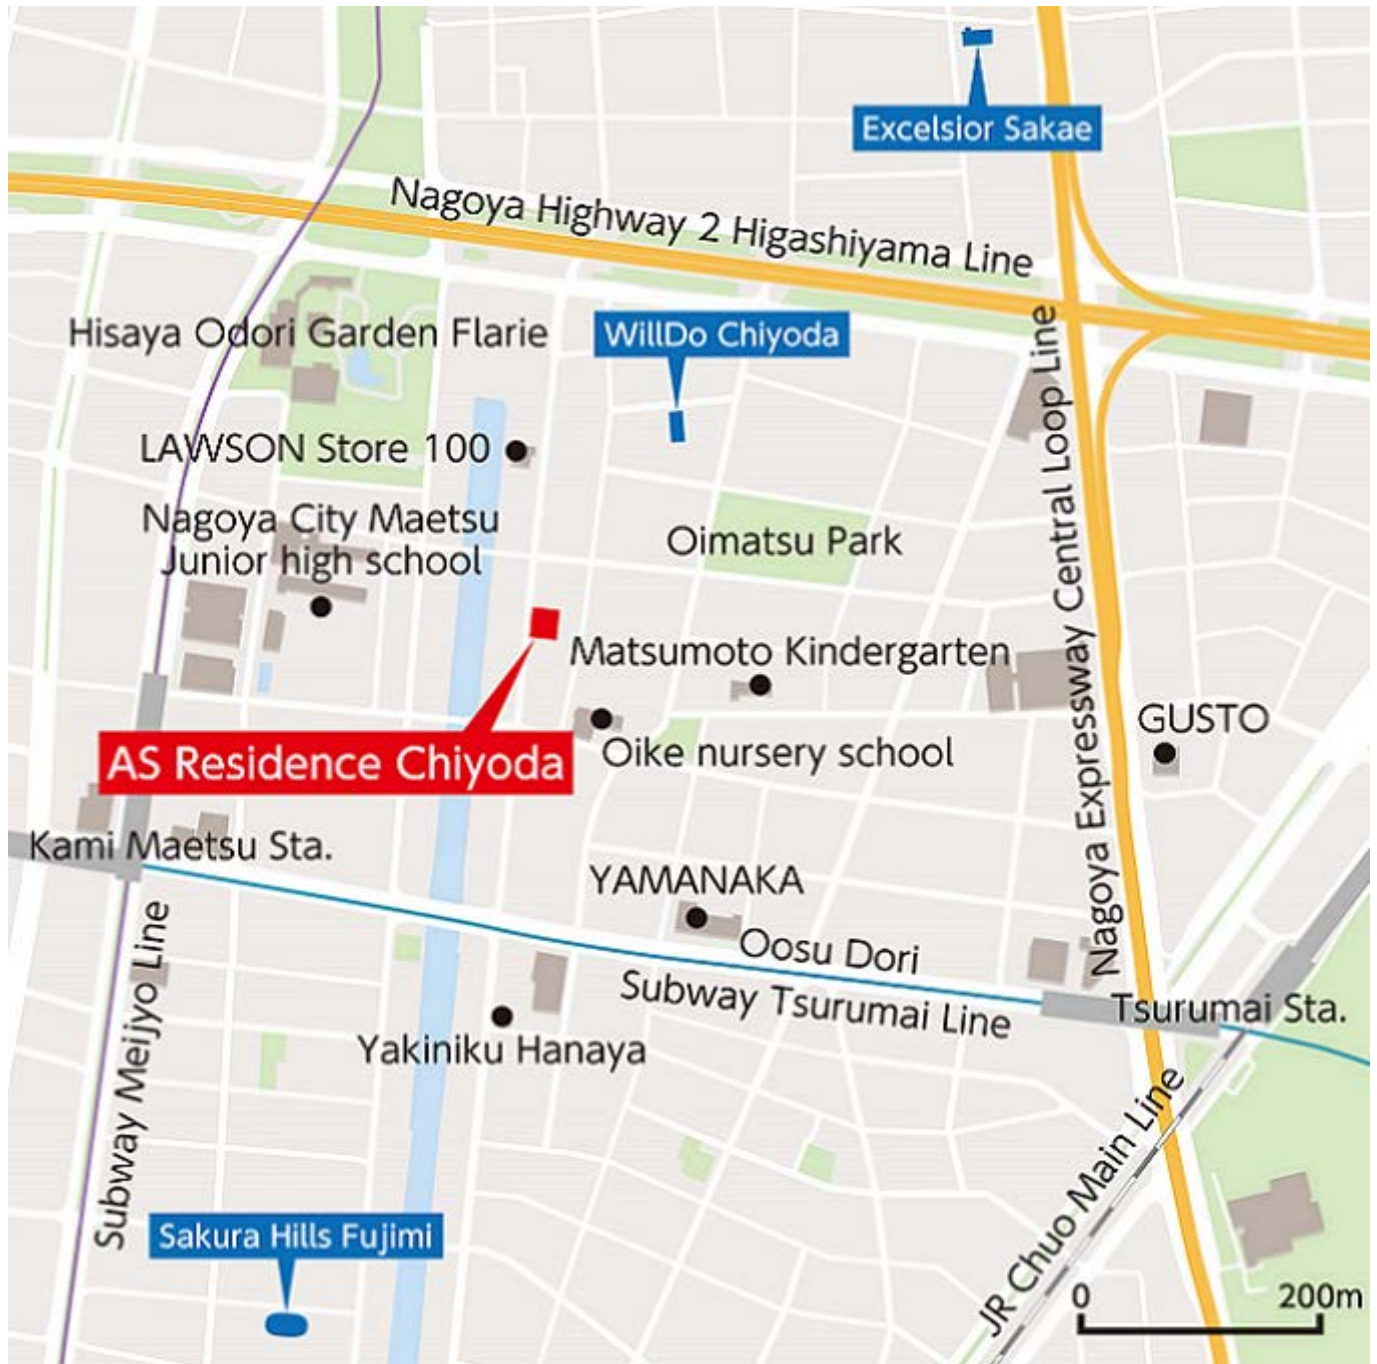 Excelsior Sakae
Nagoya Highway 2 Higashiyama Line
Hisaya Odori Garden Flarie
WillDo Chiyoda
Nagoya Expressway Central Loop Line
LAWSON Store 100
Nagoya City Maetsu
Junior high school
Oimatsu Park
Matsumoto Kindergarten
GUSTO
AS Residence Chiyoda
Oike nursery school
Kami Maetsu Sta.
YAMANAKA
Oosu Dori
Subway Tsurumai Line
Tsurumai Sta.
Yakiniku Hanaya
Subway Meijyo Line
JR Chuo Main Line
Sakura Hills Fujimi
0 200m